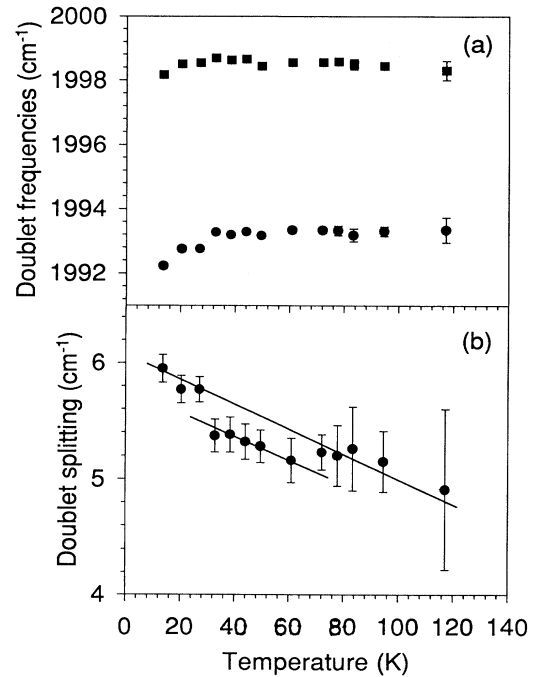 2000
(a)
1998
1996
1994
1992
Doublet frequencies (cm⁻¹)
(b)
6
5
4
Doublet splitting (cm⁻¹)
0 20 40 60 80 100 120 140
Temperature (K)